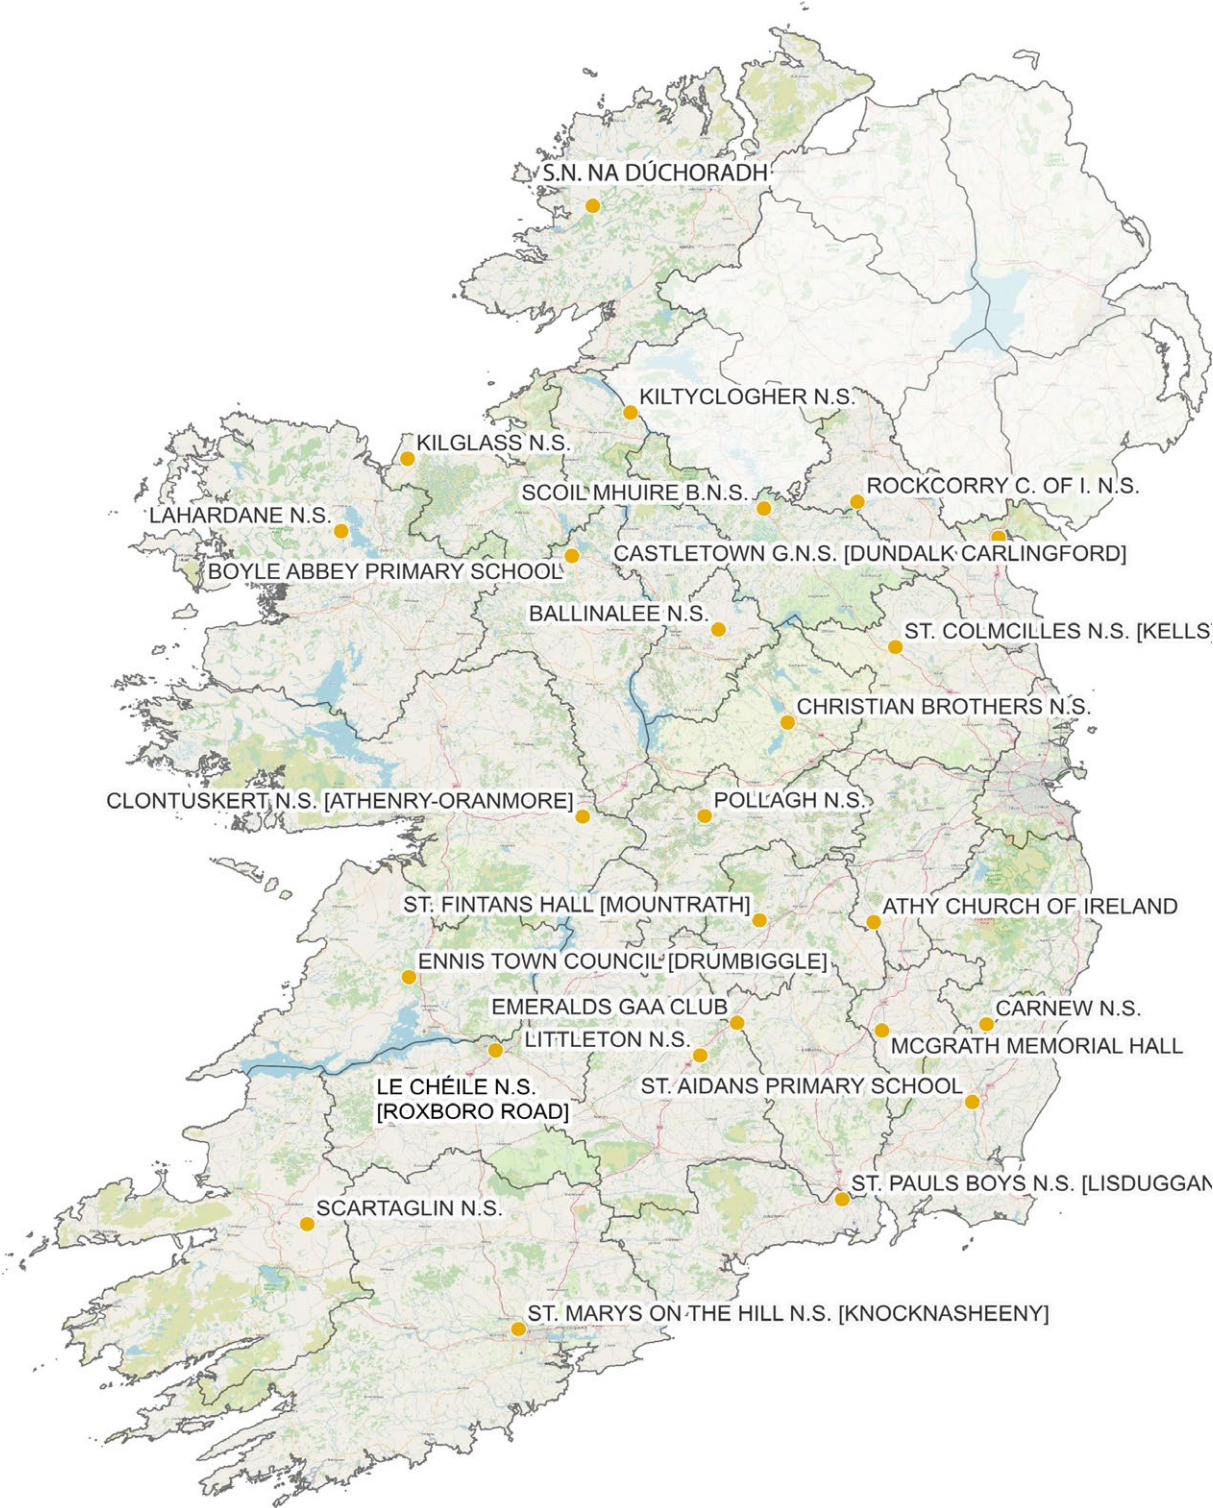 S.N. NA DÚCHORADH
KILTYCLOGHER N.S.
KILGLASS N.S.
ROCKCORRY C. OF I. N.S.
SCOIL MHUIRE B.N.S.
LAHARDANE N.S.
CASTLETOWN G.N.S. [DUNDALK CARLINGFORD]
BOYLE ABBEY PRIMARY SCHOOL
BALLINALEE N.S.
ST. COLMCILLES N.S. [KELLS]
CHRISTIAN BROTHERS N.S.
CLONTUSKERT N.S. [ATHENRY-ORANMORE]
POLLAGH N.S.
ST. FINTANS HALL [MOUNTRATH]
ATHY CHURCH OF IRELAND
ENNIS TOWN COUNCIL [DRUMBIGGLE]
EMERALDS GAA CLUB
CARNEW N.S.
LITTLETON N.S.
MCGRATH MEMORIAL HALL
LE CHÉILE N.S.
[ROXBORO ROAD]
ST. AIDANS PRIMARY SCHOOL
ST. PAULS BOYS N.S. [LISDUGGAN
SCARTAGLIN N.S.
ST. MARYS ON THE HILL N.S. [KNOCKNASHEENY]